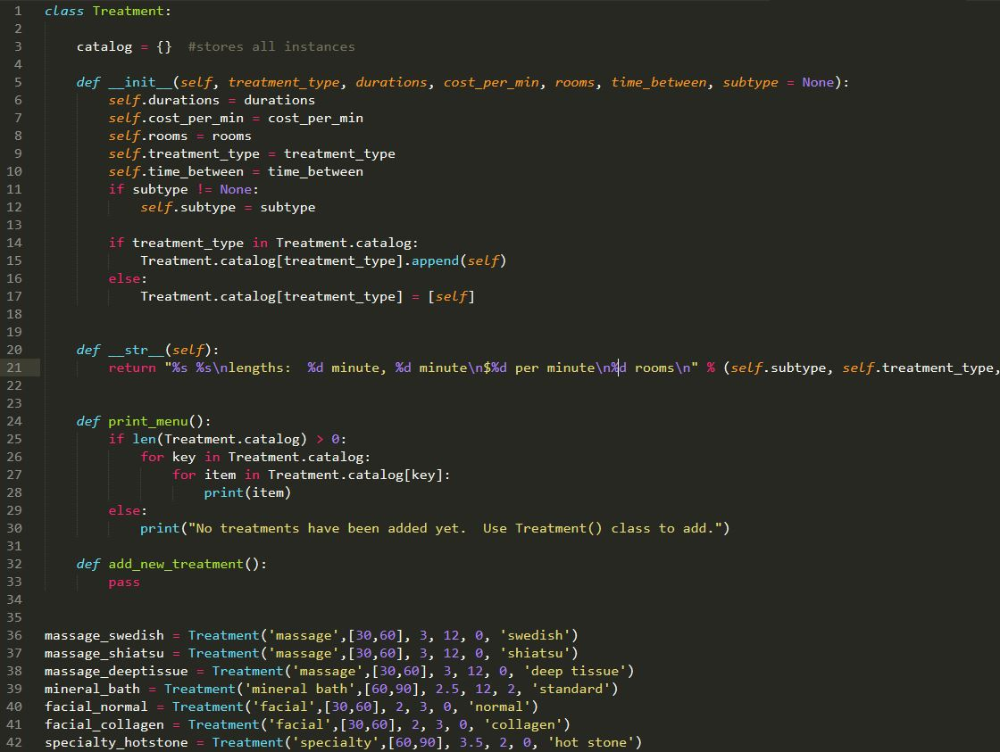 1 class Treatment:
2
3     catalog = {}  #stores all instances
4
5     def __init__(self, treatment_type, durations, cost_per_min, rooms, time_between, subtype = None):
6         self.durations = durations
7         self.cost_per_min = cost_per_min
8         self.rooms = rooms
9         self.treatment_type = treatment_type
10         self.time_between = time_between
11         if subtype != None:
12             self.subtype = subtype
13
14         if treatment_type in Treatment.catalog:
15             Treatment.catalog[treatment_type].append(self)
16         else:
17             Treatment.catalog[treatment_type] = [self]
18
19
20     def __str__(self):
21         return "%s %s\nlengths:  %d minute, %d minute\n$%d per minute\n%d rooms\n" % (self.subtype, self.treatment_type,
22
23
24     def print_menu():
25         if len(Treatment.catalog) > 0:
26             for key in Treatment.catalog:
27                 for item in Treatment.catalog[key]:
28                     print(item)
29         else:
30             print("No treatments have been added yet.  Use Treatment() class to add.")
31
32     def add_new_treatment():
33         pass
34
35
36 massage_swedish = Treatment('massage',[30,60], 3, 12, 0, 'swedish')
37 massage_shiatsu = Treatment('massage',[30,60], 3, 12, 0, 'shiatsu')
38 massage_deeptissue = Treatment('massage',[30,60], 3, 12, 0, 'deep tissue')
39 mineral_bath = Treatment('mineral bath',[60,90], 2.5, 12, 2, 'standard')
40 facial_normal = Treatment('facial',[30,60], 2, 3, 0, 'normal')
41 facial_collagen = Treatment('facial',[30,60], 2, 3, 0, 'collagen')
42 specialty_hotstone = Treatment('specialty',[60,90], 3.5, 2, 0, 'hot stone')